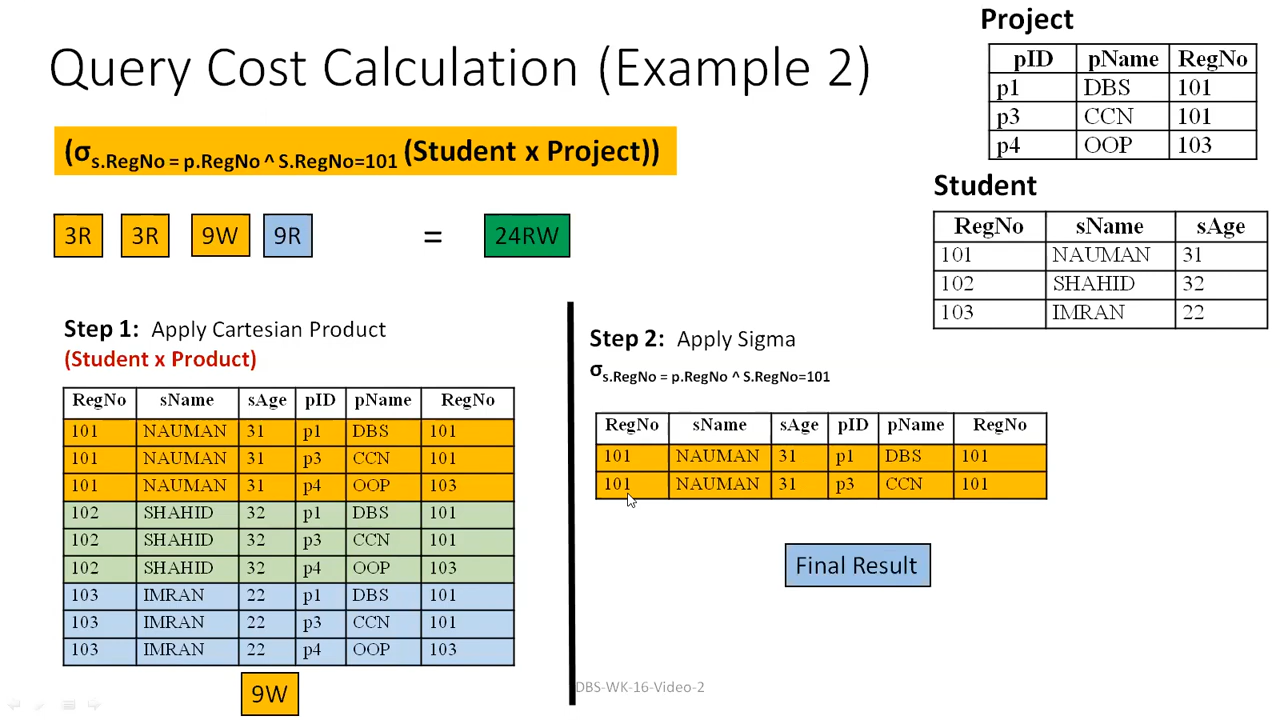 Query Cost Calculation (Example 2)
(σs.RegNo = p.RegNo ^ S.RegNo=101 (Student x Project))
3R 3R 9W 9R = 24RW
Project
pID pName RegNo
p1 DBS 101
p3 CCN 101
p4 OOP 103
Student
RegNo sName sAge
101 NAUMAN 31
102 SHAHID 32
103 IMRAN 22
Step 1: Apply Cartesian Product
(Student x Product)
RegNo sName sAge pID pName RegNo
101 NAUMAN 31 p1 DBS 101
101 NAUMAN 31 p3 CCN 101
101 NAUMAN 31 p4 OOP 103
102 SHAHID 32 p1 DBS 101
102 SHAHID 32 p3 CCN 101
102 SHAHID 32 p4 OOP 103
103 IMRAN 22 p1 DBS 101
103 IMRAN 22 p3 CCN 101
103 IMRAN 22 p4 OOP 103
9W
Step 2: Apply Sigma
σs.RegNo = p.RegNo ^ S.RegNo=101
RegNo sName sAge pID pName RegNo
101 NAUMAN 31 p1 DBS 101
101 NAUMAN 31 p3 CCN 101
Final Result
DBS-WK-16-Video-2